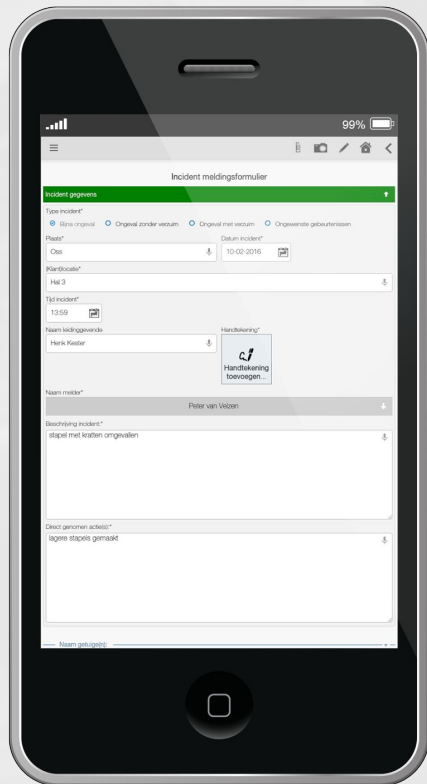 99%
Incident meldingsformulier
Incident gegevens
Type incident*
Bijna ongeval Ongeval zonder verzuim Ongeval met verzuim Ongewenste gebeurtenissen
Plaats* Datum incident*
Oss 10-02-2016
(Klant)locatie*
Hal 3
Tijd incident*
13:59
Naam leidinggevende Handtekening*
Henk Kester
Handtekening
toevoegen...
Naam melder*
Peter van Velzen
Beschrijving incident:*
stapel met kratten omgevallen
Direct genomen actie(s):*
lagere stapels gemaakt
Naam getuige(n):